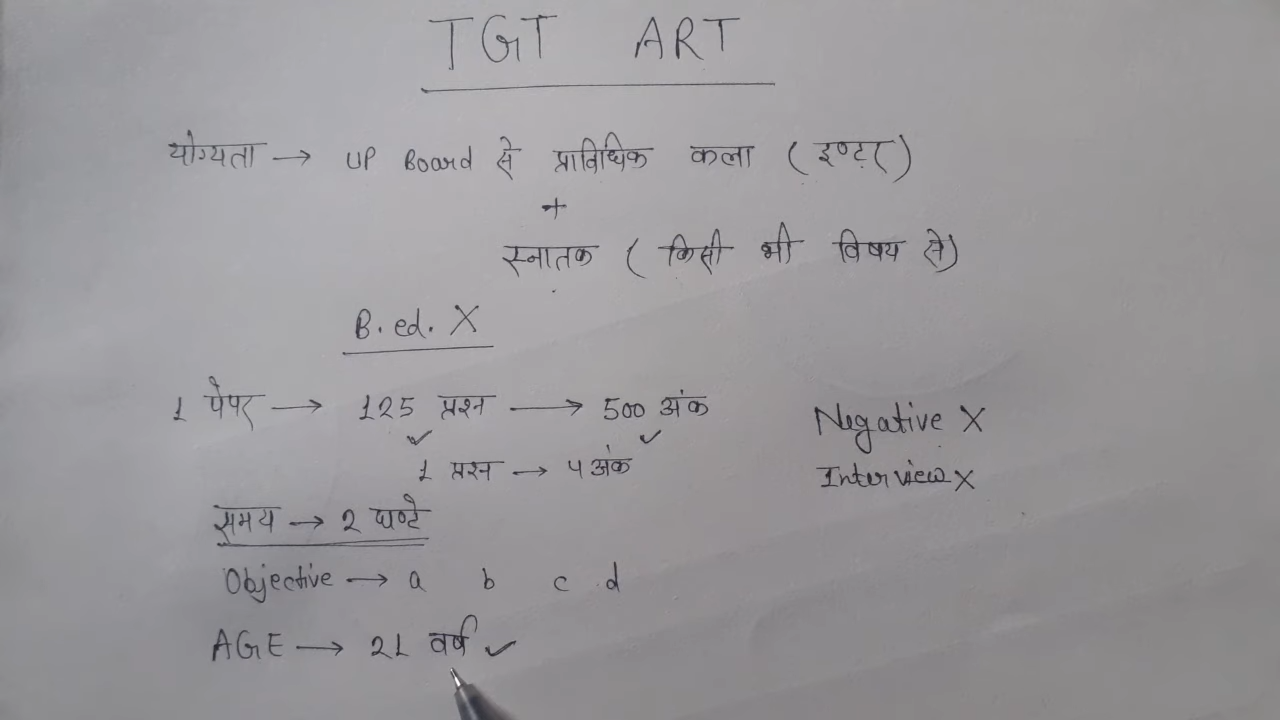 TGT ART
योग्यता → UP Board से प्राविधिक कला (इण्टर)
+
स्नातक (किसी भी विषय से)
B.ed. X
1 पेपर → 125 प्रश्न → 500 अंक
1 प्रश्न → 4 अंक
Negative X
Interview X
समय → 2 घण्टे
Objective → a b c d
AGE → 21 वर्ष ✓